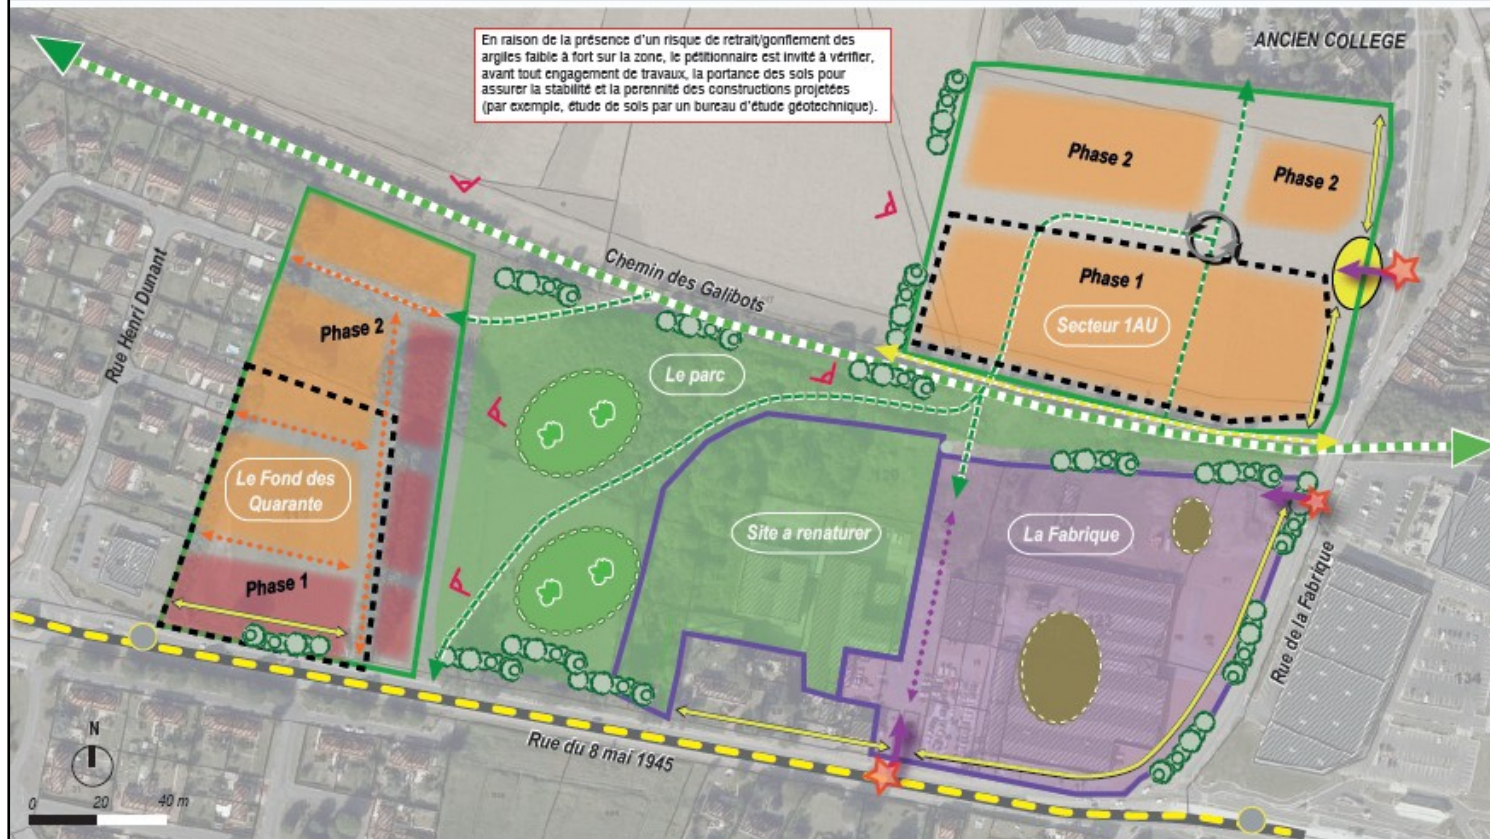 En raison de la présence d'un risque de retrait/gonflement des
argiles faible à fort sur la zone, le pétitionnaire est invité à vérifier,
avant tout engagement de travaux, la portance des sols pour
assurer la stabilité et la perennité des constructions projetées
(par exemple, étude de sols par un bureau d'étude géotechnique).
ANCIEN COLLEGE
Phase 2
Phase 2
Phase 1
Secteur 1AU
Chemin des Galibots
Rue Henri Dunant
Phase 2
Le parc
Le Fond des
Quarante
Phase 1
Site a renaturer
La Fabrique
Rue de la Fabrique
134
Rue du 8 mai 1945
N
0 20 40 m